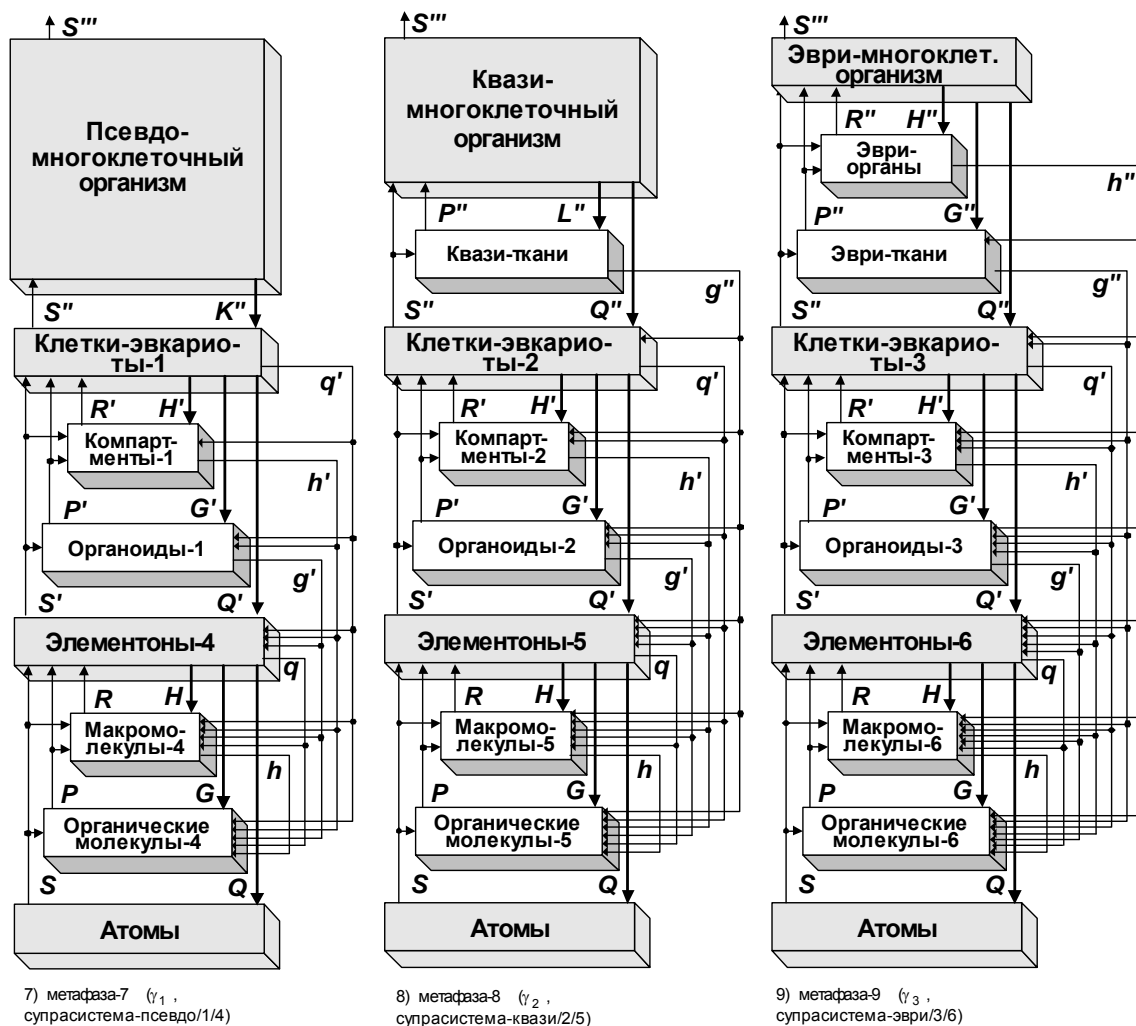 S'''
Псевдо-
многоклеточный
организм
S''
K''
Клетки-эвкарио-
ты-1
q'
R'
H'
Компарт-
менты-1
h'
P'
G'
Органоиды-1
g'
S'
Q'
Элементоны-4
q
R
H
Макромо-
лекулы-4
h
P
G
Органические
молекулы-4
S
Q
Атомы
7) метафаза-7 (γ1 ,
супрасистема-псевдо/1/4)
S'''
Квази-
многоклеточный
организм
P''
L''
Квази-ткани
g''
S''
Q''
Клетки-эвкарио-
ты-2
q'
R'
H'
Компарт-
менты-2
h'
P'
G'
Органоиды-2
g'
S'
Q'
Элементоны-5
q
R
H
Макромо-
лекулы-5
h
P
G
Органические
молекулы-5
S
Q
Атомы
8) метафаза-8 (γ2 ,
супрасистема-квази/2/5)
S'''
Эври-многоклет.
организм
R''
H''
Эври-
органы
h''
P''
G''
Эври-ткани
g''
S''
Q''
Клетки-эвкарио-
ты-3
q'
R'
H'
Компарт-
менты-3
h'
P'
G'
Органоиды-3
g'
S'
Q'
Элементоны-6
q
R
H
Макромо-
лекулы-6
h
P
G
Органические
молекулы-6
S
Q
Атомы
9) метафаза-9 (γ3 ,
супрасистема-эври/3/6)